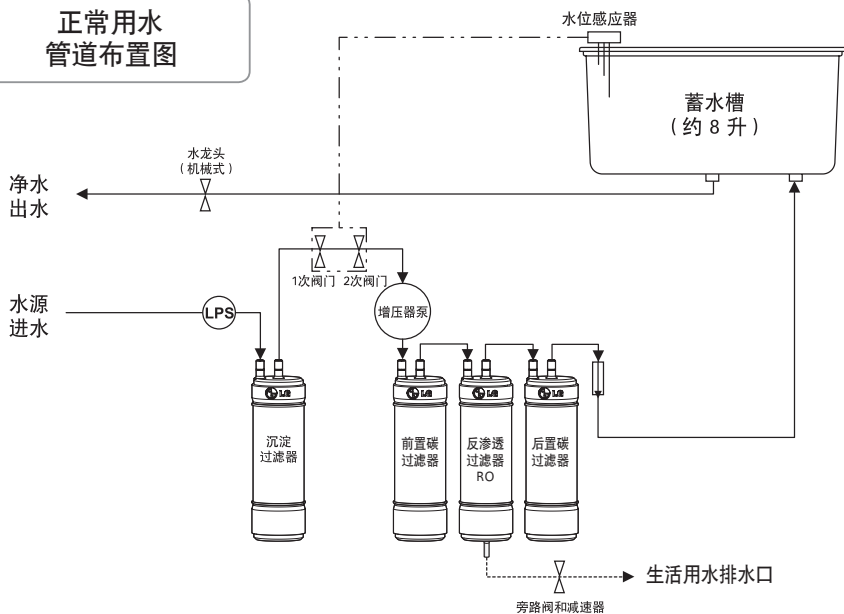 正常用水
管道布置图
水位感应器
蓄水槽
(约 8 升)
水龙头
(机械式)
净水
出水
1次阀门 2次阀门
水源
进水
LPS
增压器泵
LG
LG
LG
LG
沉淀
过滤器
前置碳
过滤器
反渗透
过滤器
RO
后置碳
过滤器
生活用水排水口
旁路阀和减速器